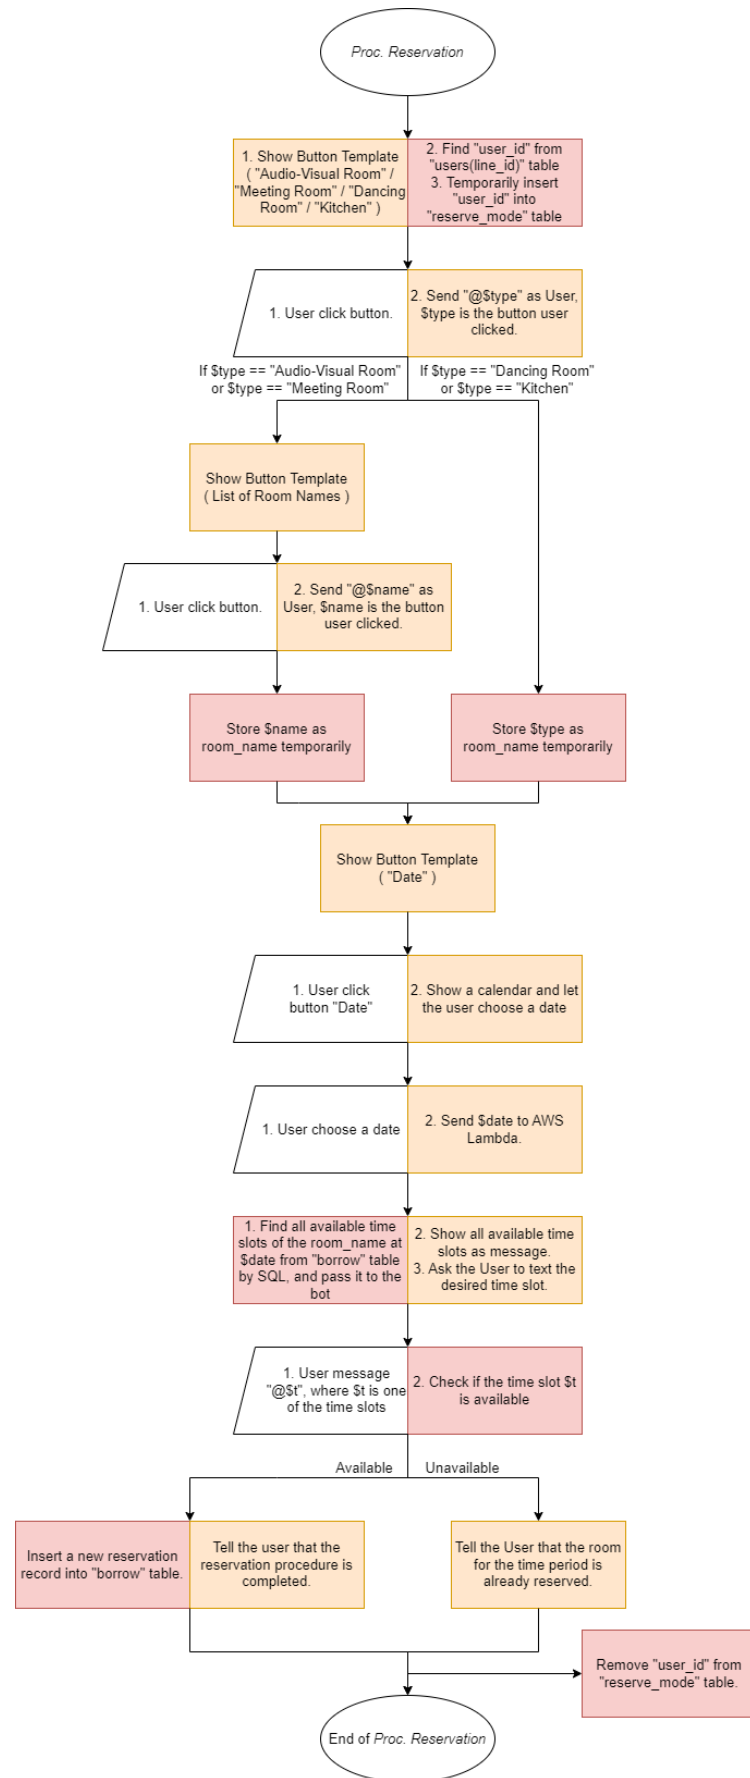 Proc. Reservation
1. Show Button Template
( "Audio-Visual Room" /
"Meeting Room" / "Dancing
Room" / "Kitchen" )
2. Find "user_id" from
"users(line_id)" table
3. Temporarily insert
"user_id" into
"reserve_mode" table
1. User click button.
2. Send "@$type" as User,
$type is the button user
clicked.
If $type == "Audio-Visual Room"
or $type == "Meeting Room"
If $type == "Dancing Room"
or $type == "Kitchen"
Show Button Template
( List of Room Names )
1. User click button.
2. Send "@$name" as
User, $name is the button
user clicked.
Store $name as
room_name temporarily
Store $type as
room_name temporarily
Show Button Template
( "Date" )
1. User click
button "Date"
2. Show a calendar and let
the user choose a date
1. User choose a date
2. Send $date to AWS
Lambda.
1. Find all available time
slots of the room_name at
$date from "borrow" table
by SQL, and pass it to the
bot
2. Show all available time
slots as message.
3. Ask the User to text the
desired time slot.
1. User message
"@$t", where $t is one
of the time slots
2. Check if the time slot $t
is available
Available
Unavailable
Insert a new reservation
record into "borrow" table.
Tell the user that the
reservation procedure is
completed.
Tell the User that the room
for the time period is
already reserved.
Remove "user_id" from
"reserve_mode" table.
End of Proc. Reservation